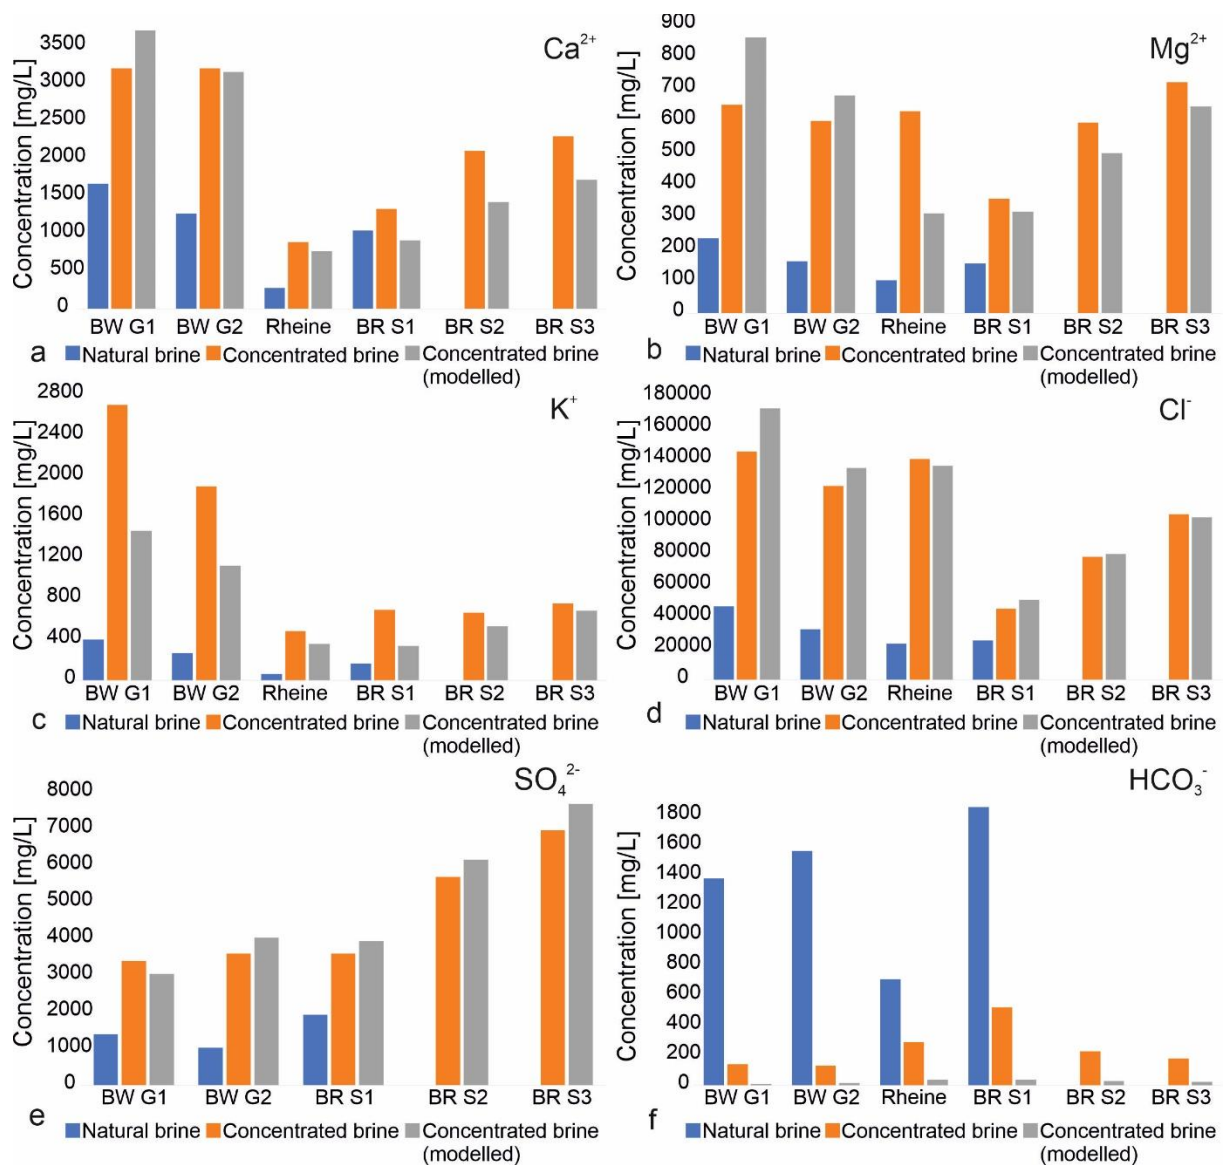 Ca2+
Concentration [mg/L]
3500
3000
2500
2000
1500
1000
500
0
BW G1 BW G2 Rheine BR S1 BR S2 BR S3
a
Natural brine Concentrated brine Concentrated brine
(modelled)
Mg2+
Concentration [mg/L]
900
800
700
600
500
400
300
200
100
0
BW G1 BW G2 Rheine BR S1 BR S2 BR S3
b
Natural brine Concentrated brine Concentrated brine
(modelled)
K+
Concentration [mg/L]
2800
2400
2000
1600
1200
800
400
0
BW G1 BW G2 Rheine BR S1 BR S2 BR S3
c
Natural brine Concentrated brine Concentrated brine
(modelled)
Cl-
Concentration [mg/L]
180000
160000
140000
120000
100000
80000
60000
40000
20000
0
BW G1 BW G2 Rheine BR S1 BR S2 BR S3
d
Natural brine Concentrated brine Concentrated brine
(modelled)
SO42-
Concentration [mg/L]
8000
7000
6000
5000
4000
3000
2000
1000
0
BW G1 BW G2 BR S1 BR S2 BR S3
e
Natural brine Concentrated brine Concentrated brine
(modelled)
HCO3-
Concentration [mg/L]
1800
1600
1400
1200
1000
800
600
400
200
0
BW G1 BW G2 Rheine BR S1 BR S2 BR S3
f
Natural brine Concentrated brine Concentrated brine
(modelled)